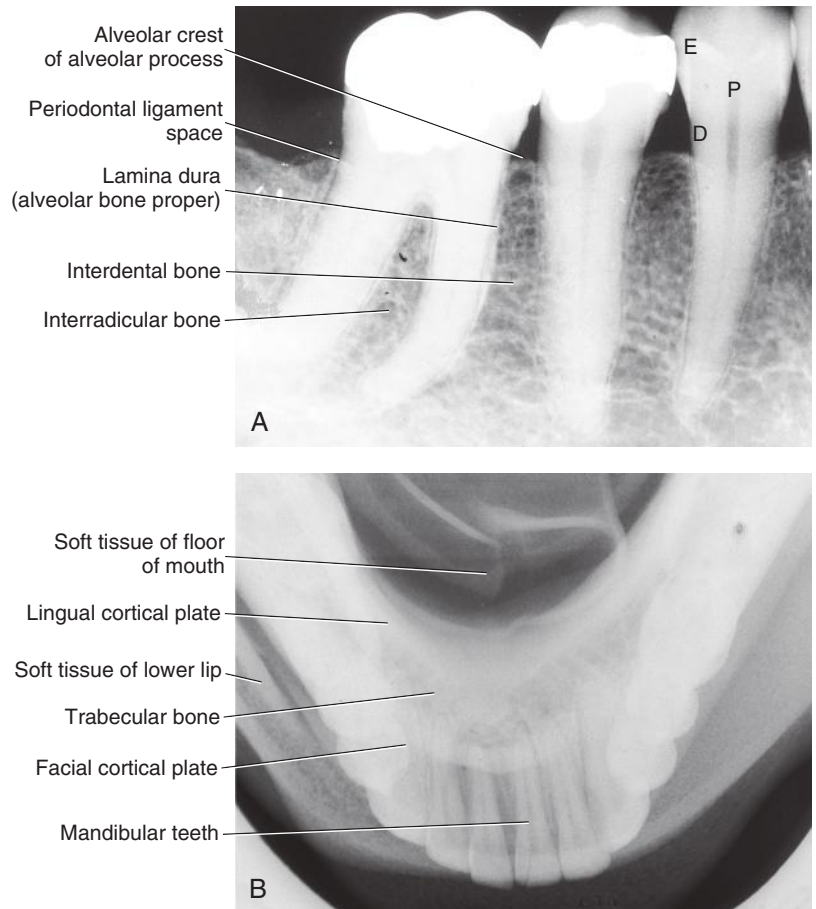 Alveolar crest
of alveolar process
Periodontal ligament
space
Lamina dura
(alveolar bone proper)
Interdental bone
Interradicular bone
E
P
D
A
Soft tissue of floor
of mouth
Lingual cortical plate
Soft tissue of lower lip
Trabecular bone
Facial cortical plate
Mandibular teeth
B